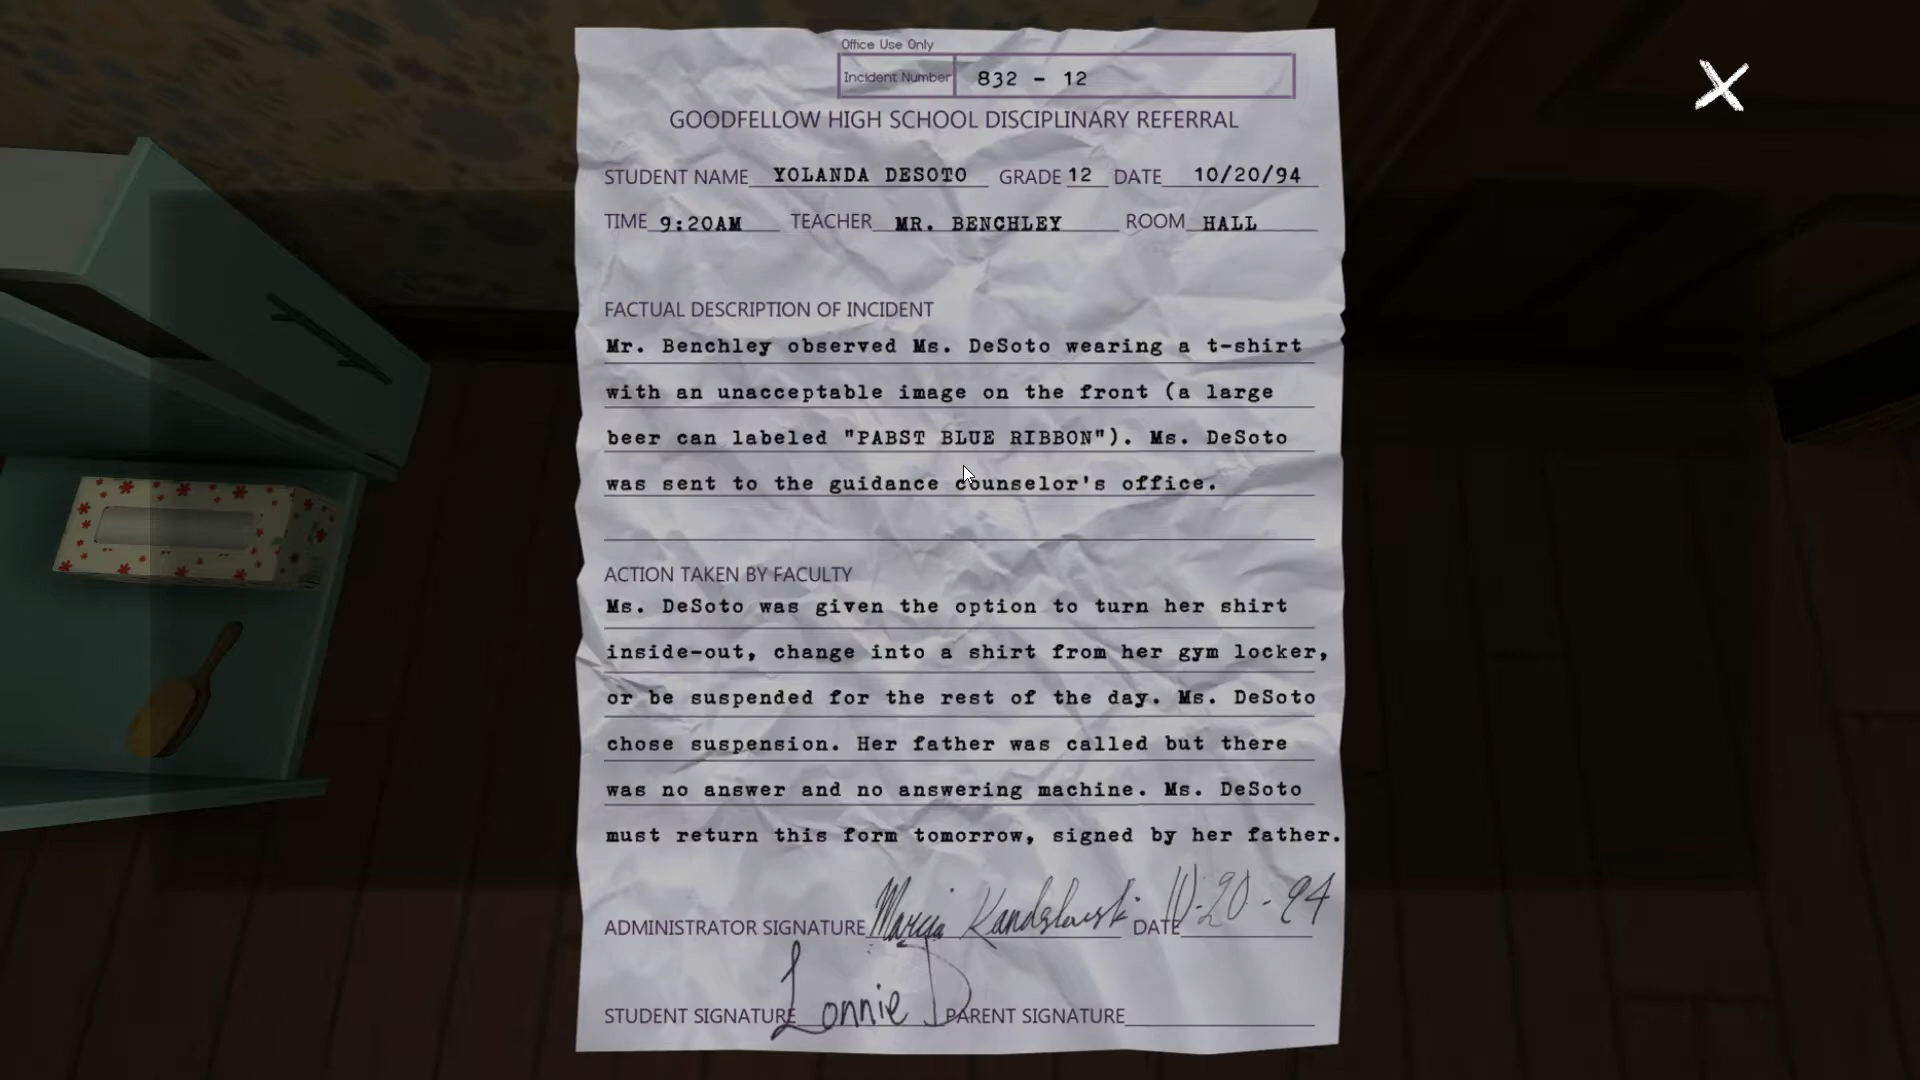 Office Use Only
Incident Number 832 - 12
GOODFELLOW HIGH SCHOOL DISCIPLINARY REFERRAL
STUDENT NAME YOLANDA DESOTO GRADE 12 DATE 10/20/94
TIME 9:20AM TEACHER MR. BENCHLEY ROOM HALL
FACTUAL DESCRIPTION OF INCIDENT
Mr. Benchley observed Ms. DeSoto wearing a t-shirt
with an unacceptable image on the front (a large
beer can labeled "PABST BLUE RIBBON"). Ms. DeSoto
was sent to the guidance counselor's office.
ACTION TAKEN BY FACULTY
Ms. DeSoto was given the option to turn her shirt
inside-out, change into a shirt from her gym locker,
or be suspended for the rest of the day. Ms. DeSoto
chose suspension. Her father was called but there
was no answer and no answering machine. Ms. DeSoto
must return this form tomorrow, signed by her father.
ADMINISTRATOR SIGNATURE DATE 10-20-94
STUDENT SIGNATURE Lonnie D PARENT SIGNATURE